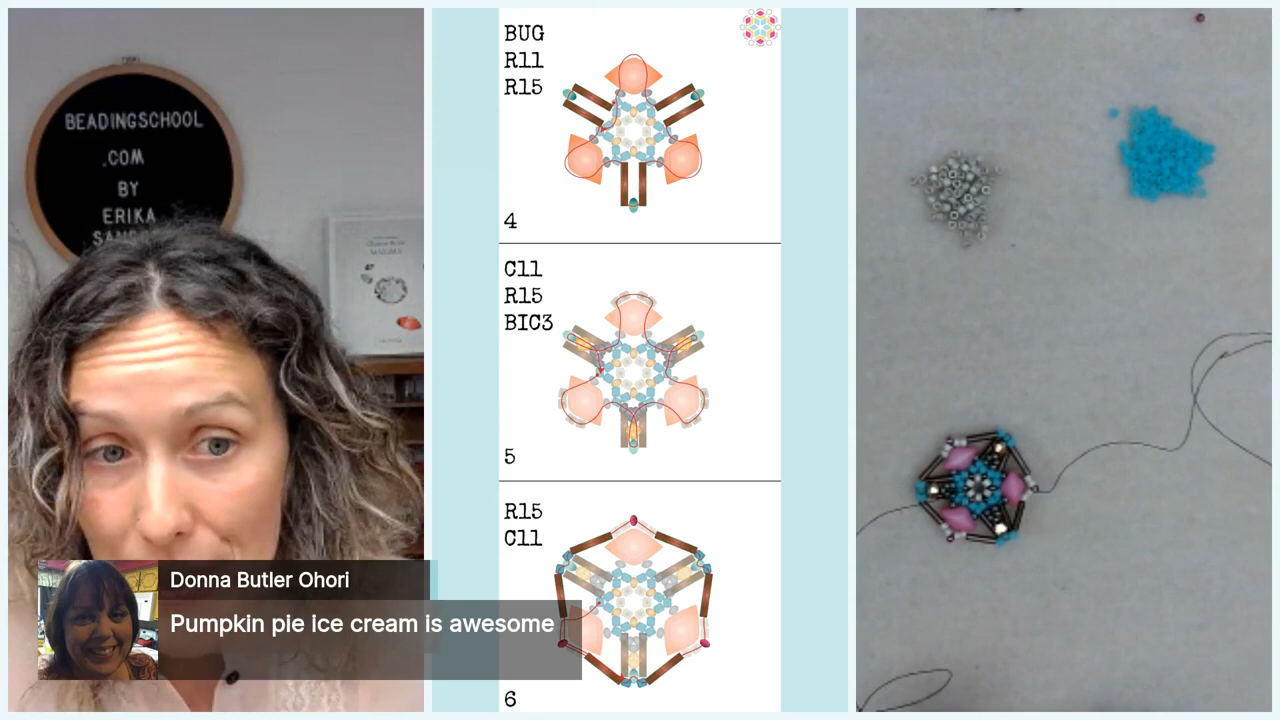 BEADINGSCHOOL
.COM
BY
ERIKA
BUG
R11
R15
4
C11
R15
BIC3
5
R15
C11
6
Donna Butler Ohori
Pumpkin pie ice cream is awesome